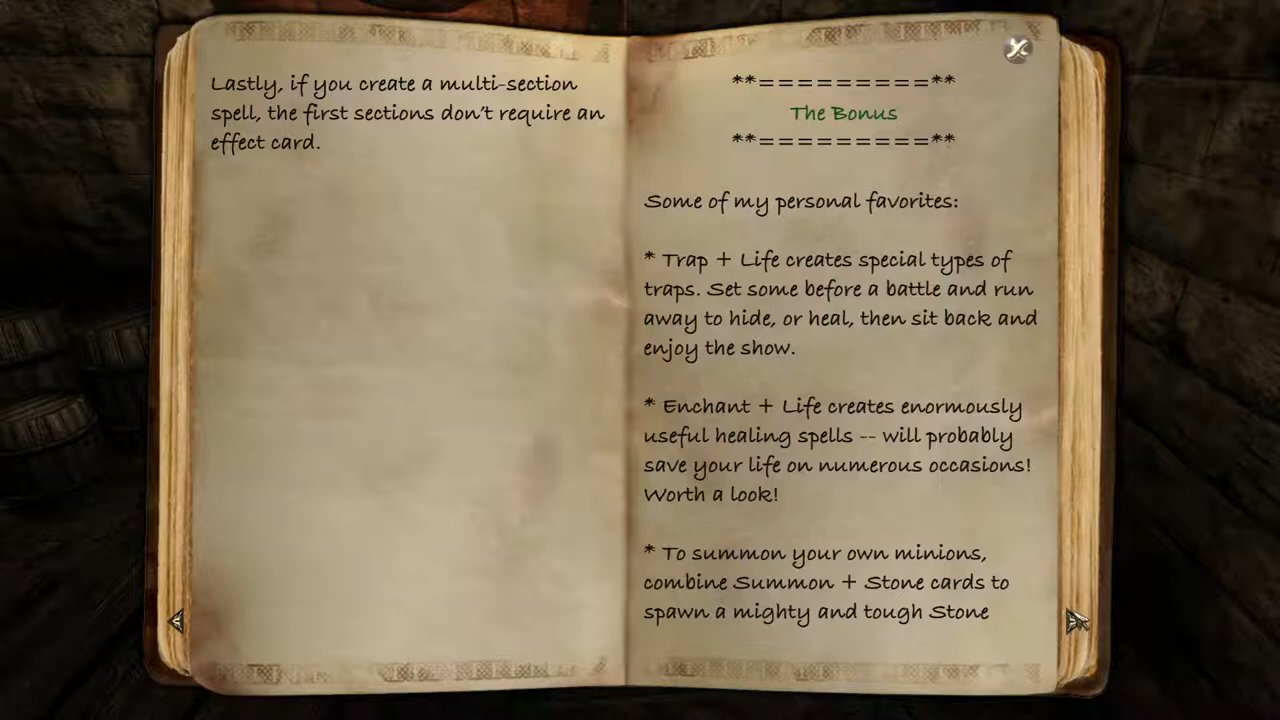 Lastly, if you create a multi-section
spell, the first sections don't require an
effect card.
**=========**
The Bonus
**=========**
Some of my personal favorites:
* Trap + Life creates special types of
traps. Set some before a battle and run
away to hide, or heal, then sit back and
enjoy the show.
* Enchant + Life creates enormously
useful healing spells -- will probably
save your life on numerous occasions!
Worth a look!
* To summon your own minions,
combine Summon + Stone cards to
spawn a mighty and tough Stone